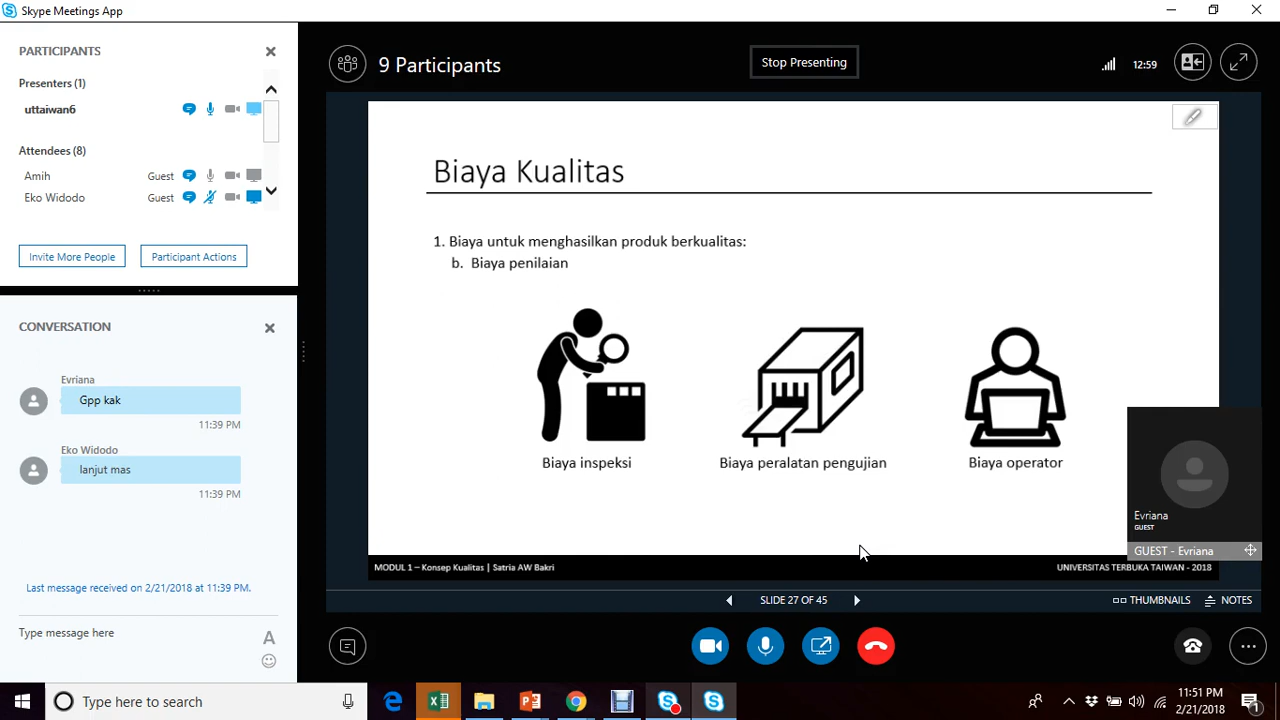 Skype Meetings App
PARTICIPANTS
Presenters (1)
uttaiwan6
Attendees (8)
Amih Guest
Eko Widodo Guest
Invite More People Participant Actions
CONVERSATION
Evriana
Gpp kak
11:39 PM
Eko Widodo
lanjut mas
11:39 PM
Last message received on 2/21/2018 at 11:39 PM.
Type message here
A
9 Participants
Stop Presenting
12:59
Biaya Kualitas
1. Biaya untuk menghasilkan produk berkualitas:
b. Biaya penilaian
Biaya inspeksi Biaya peralatan pengujian Biaya operator
Evriana
GUEST
GUEST - Evriana
MODUL 1 – Konsep Kualitas | Satria AW Bakri UNIVERSITAS TERBUKA TAIWAN - 2018
SLIDE 27 OF 45 THUMBNAILS NOTES
Type here to search
11:51 PM
2/21/2018
1